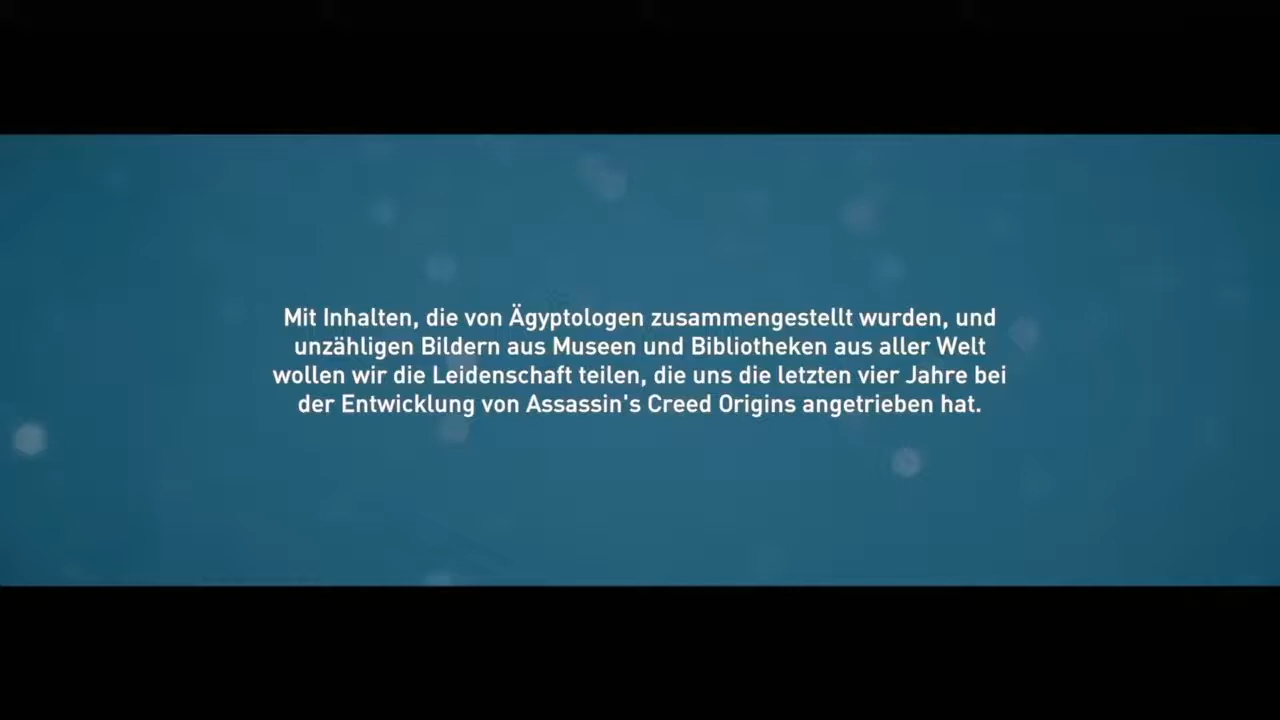 Mit Inhalten, die von Ägyptologen zusammengestellt wurden, und
unzähligen Bildern aus Museen und Bibliotheken aus aller Welt
wollen wir die Leidenschaft teilen, die uns die letzten vier Jahre bei
der Entwicklung von Assassin's Creed Origins angetrieben hat.